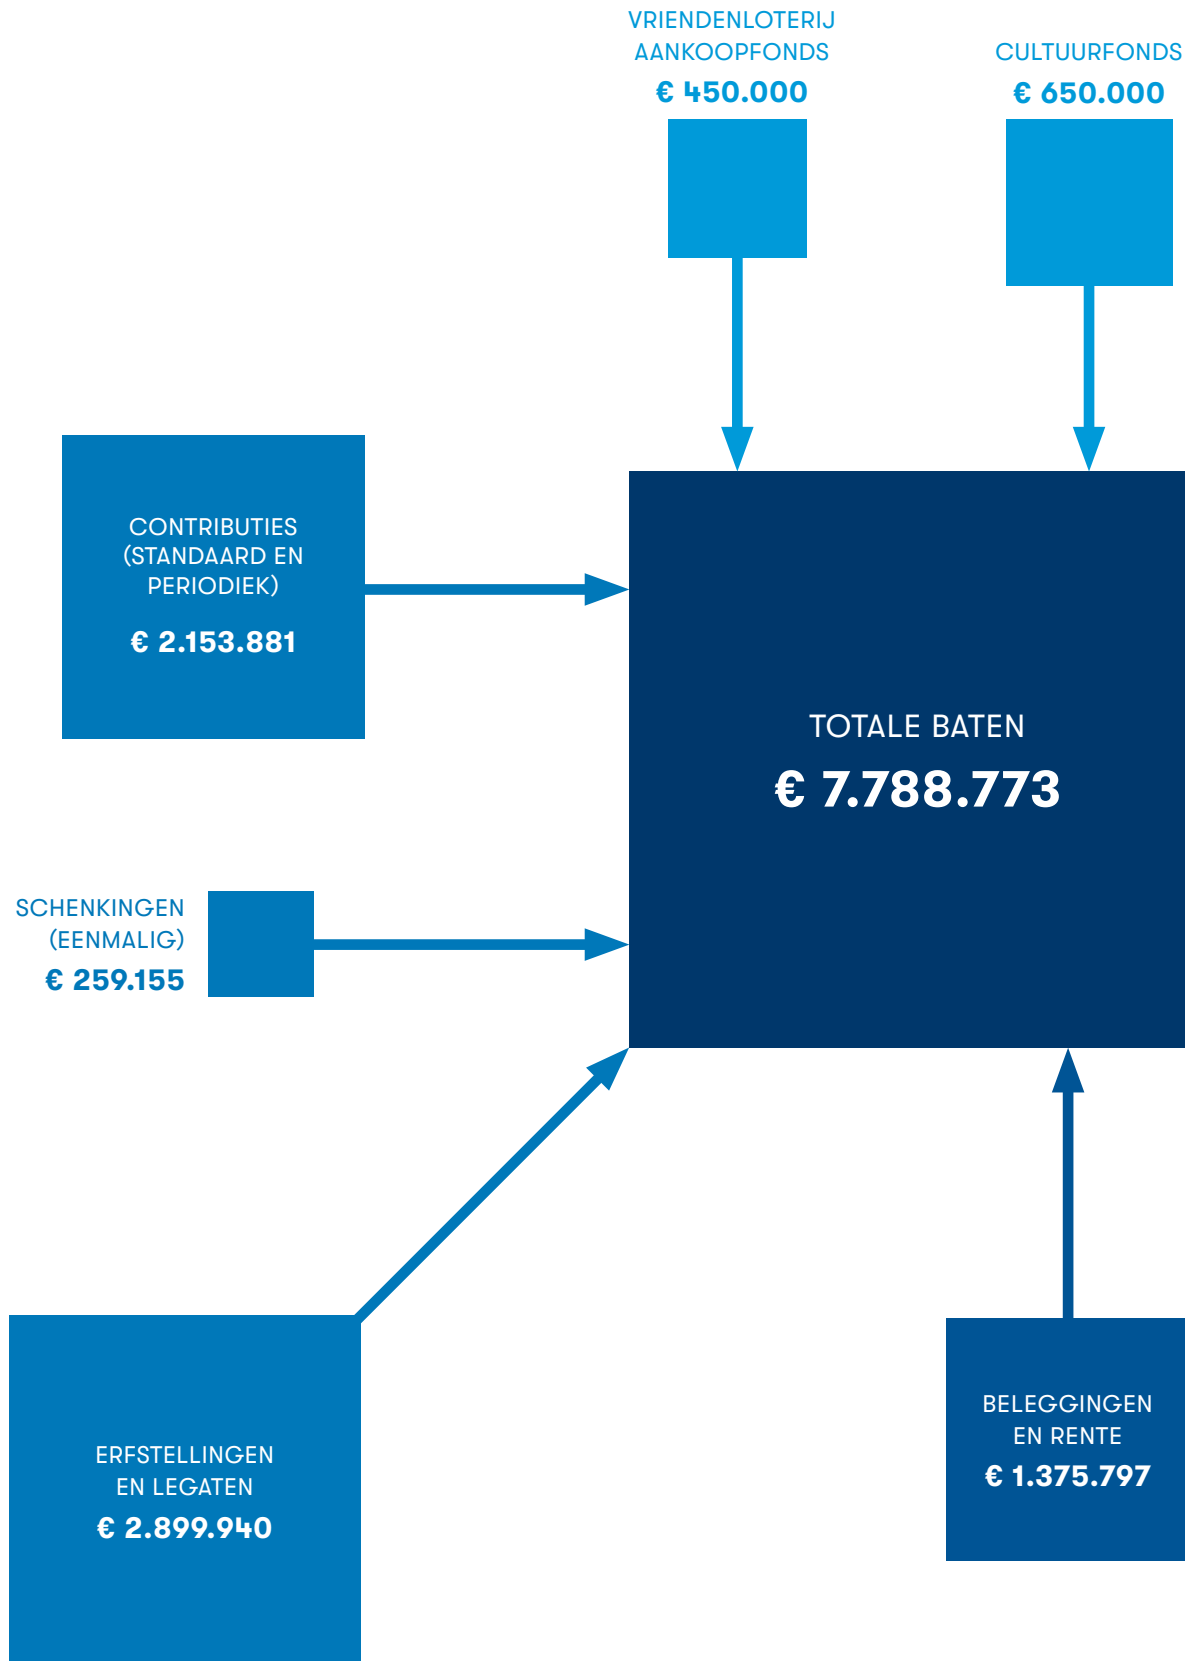 VRIENDENLOTERIJ
AANKOOPFONDS
€ 450.000
CULTUURFONDS
€ 650.000
CONTRIBUTIES
(STANDAARD EN
PERIODIEK)
€ 2.153.881
TOTALE BATEN
€ 7.788.773
SCHENKINGEN
(EENMALIG)
€ 259.155
ERFSTELLINGEN
EN LEGATEN
€ 2.899.940
BELEGGINGEN
EN RENTE
€ 1.375.797